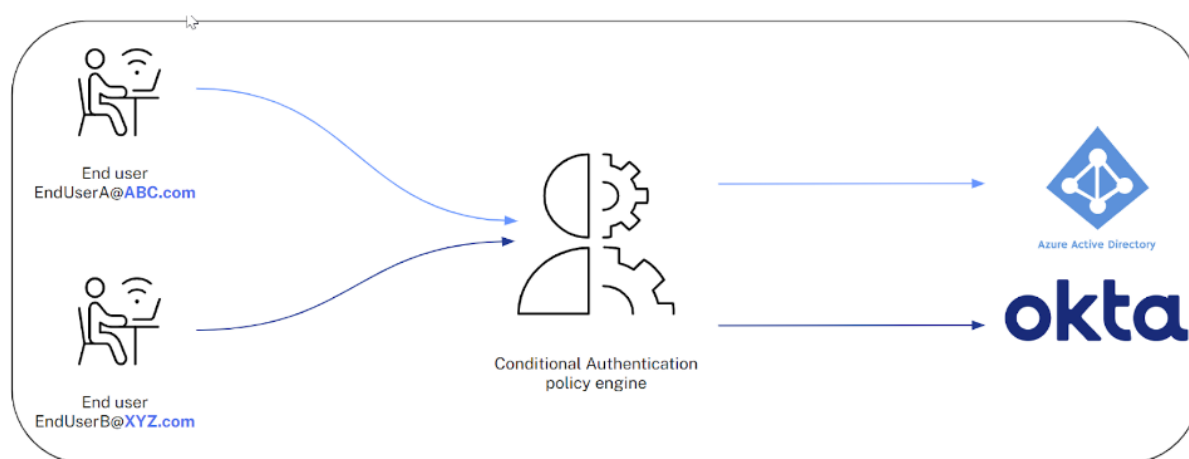 End user
EndUserA@ABC.com
Conditional Authentication
policy engine
Azure Active Directory
okta
End user
EndUserB@XYZ.com